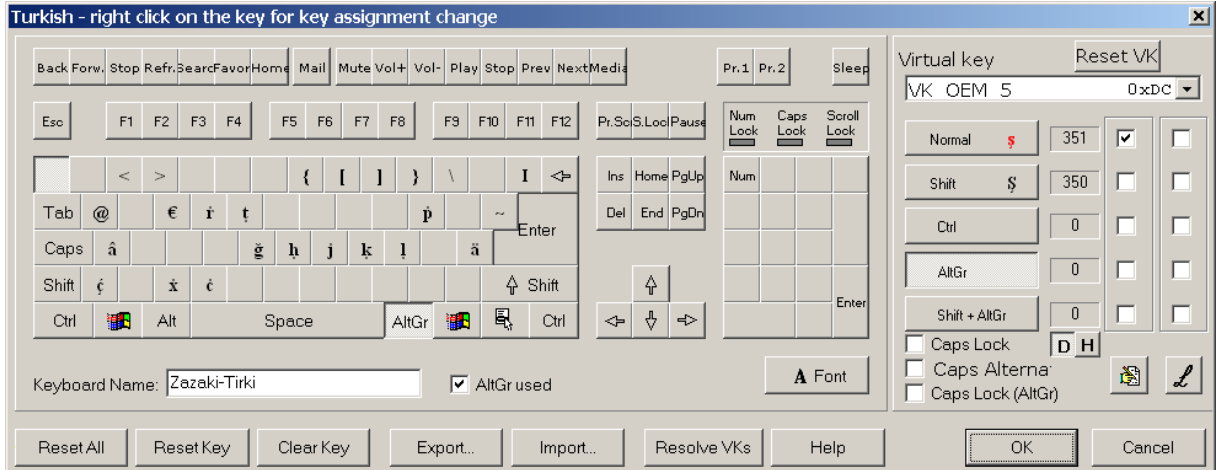 Turkish - right click on the key for key assignment change
Back Forw. Stop Refr. Searc Favor Home Mail Mute Vol+ Vol- Play Stop Prev Next Media Pr.1 Pr.2 Sleep
Virtual key Reset VK
VK OEM 5 0xDC
Esc F1 F2 F3 F4 F5 F6 F7 F8 F9 F10 F11 F12 Pr.Sc S.Loc Pause Num Lock Caps Lock Scroll Lock
Normal ş 351
< > { [ ] } \ I Ins Home PgUp Num
Shift Ş 350
Tab @ € ṙ ṭ ṗ ~ Del End PgDn
Enter
Ctrl 0
Caps â ğ ḥ j ḳ ḷ ä
AltGr 0
Shift ḉ ẋ ċ Shift
Enter
Ctrl Alt Space AltGr Ctrl
Shift + AltGr 0
Caps Lock D H
Caps Alterna
Caps Lock (AltGr)
Keyboard Name: Zazaki-Tirki AltGr used A Font
Reset All Reset Key Clear Key Export... Import... Resolve VKs Help OK Cancel